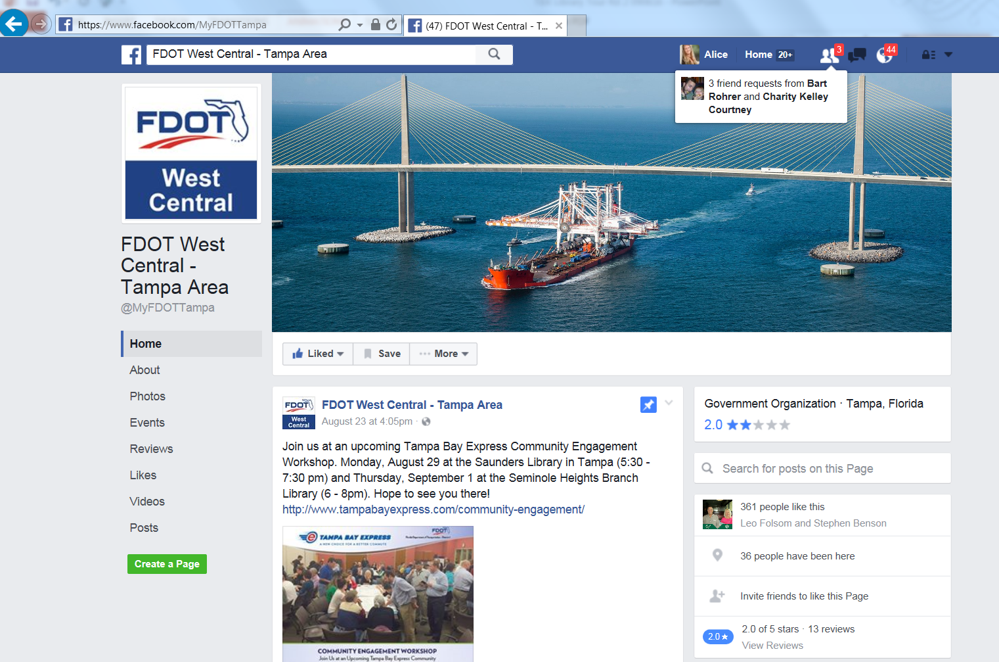 https://www.facebook.com/MyFDOTTampa
(47) FDOT West Central - T...
FDOT West Central - Tampa Area
Alice
Home 20+
3
44
3 friend requests from Bart
Rohrer and Charity Kelley
Courtney
FDOT
West
Central
FDOT West
Central -
Tampa Area
@MyFDOTTampa
Home
About
Photos
Events
Reviews
Likes
Videos
Posts
Create a Page
Liked
Save
More
FDOT
West
Central
FDOT West Central - Tampa Area
August 23 at 4:05pm ·
Join us at an upcoming Tampa Bay Express Community Engagement
Workshop. Monday, August 29 at the Saunders Library in Tampa (5:30 -
7:30 pm) and Thursday, September 1 at the Seminole Heights Branch
Library (6 - 8pm). Hope to see you there!
http://www.tampabayexpress.com/community-engagement/
FDOT
e TAMPA BAY EXPRESS
A NEW CHOICE FOR A BETTER COMMUTE
COMMUNITY ENGAGEMENT WORKSHOP
Join Us at an Upcoming Tampa Bay Express Community
Government Organization · Tampa, Florida
2.0
Search for posts on this Page
361 people like this
Leo Folsom and Stephen Benson
36 people have been here
Invite friends to like this Page
2.0
2.0 of 5 stars · 13 reviews
View Reviews